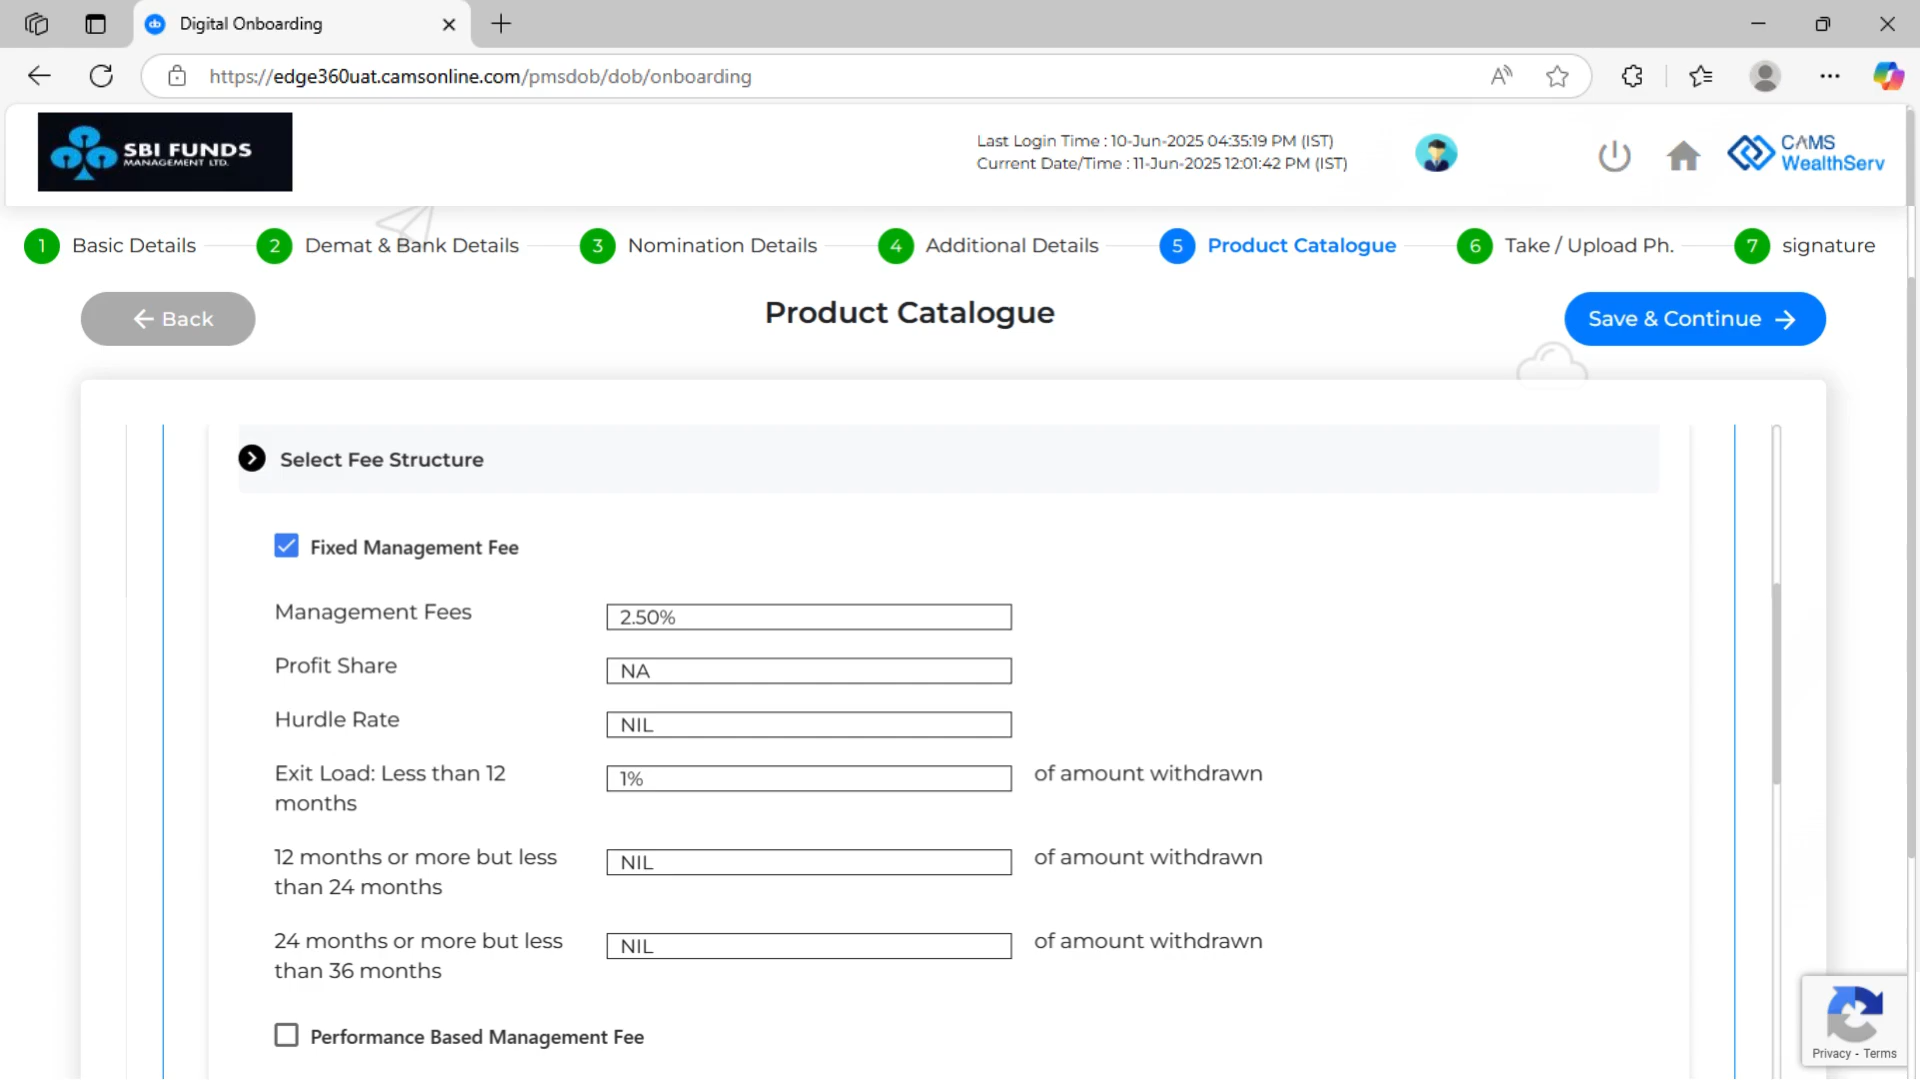 Digital Onboarding
https://edge360uat.camsonline.com/pmsdob/dob/onboarding
SBI FUNDS
MANAGEMENT LTD.
Last Login Time : 10-Jun-2025 04:35:19 PM (IST)
Current Date/Time : 11-Jun-2025 12:01:42 PM (IST)
CAMS
WealthServ
1 Basic Details
2 Demat & Bank Details
3 Nomination Details
4 Additional Details
5 Product Catalogue
6 Take / Upload Ph.
7 signature
Back
Product Catalogue
Save & Continue
Select Fee Structure
Fixed Management Fee
Management Fees 2.50%
Profit Share NA
Hurdle Rate NIL
Exit Load: Less than 12 1% of amount withdrawn
months
12 months or more but less NIL of amount withdrawn
than 24 months
24 months or more but less NIL of amount withdrawn
than 36 months
Performance Based Management Fee
Privacy - Terms